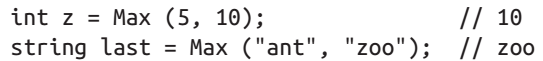 int z = Max (5, 10);               // 10
string last = Max ("ant", "zoo");  // zoo